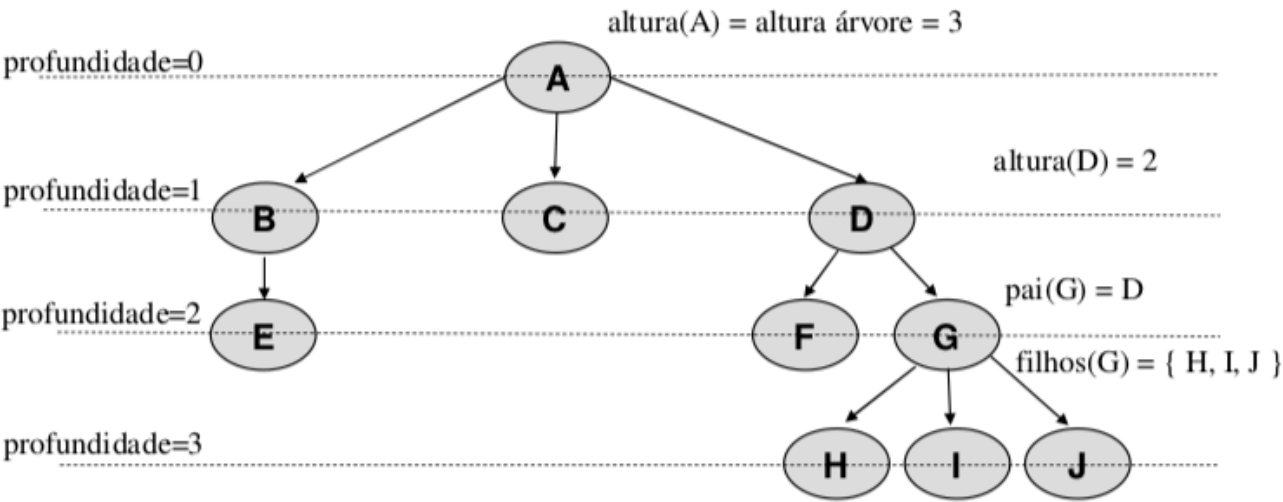 altura(A) = altura árvore = 3
profundidade=0
A
altura(D) = 2
profundidade=1
B
C
D
pai(G) = D
profundidade=2
E
F
G
filhos(G) = { H, I, J }
profundidade=3
H
I
J